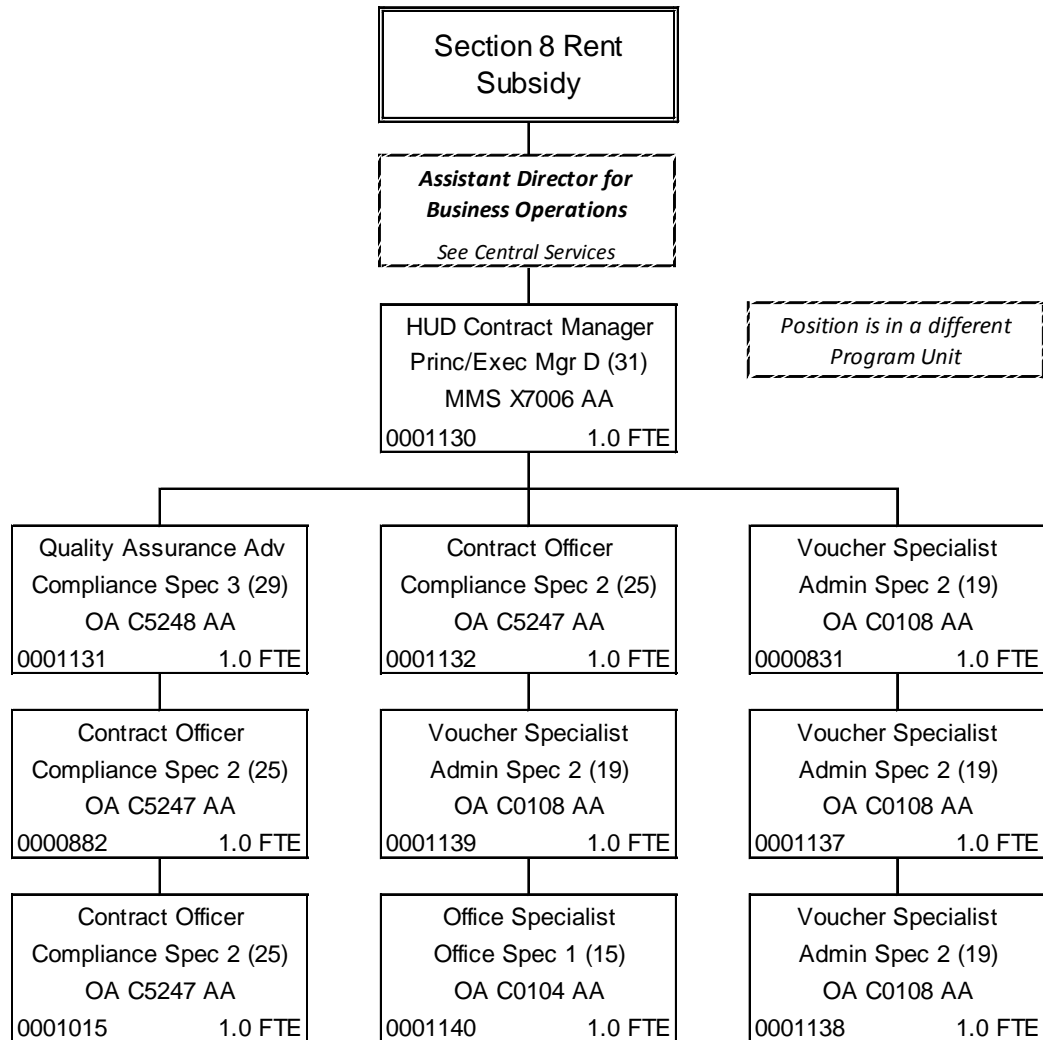 Section 8 Rent
Subsidy
Assistant Director for
Business Operations
See Central Services
HUD Contract Manager
Princ/Exec Mgr D (31)
MMS X7006 AA
0001130 1.0 FTE
Position is in a different
Program Unit
Quality Assurance Adv
Compliance Spec 3 (29)
OA C5248 AA
0001131 1.0 FTE
Contract Officer
Compliance Spec 2 (25)
OA C5247 AA
0001132 1.0 FTE
Voucher Specialist
Admin Spec 2 (19)
OA C0108 AA
0000831 1.0 FTE
Contract Officer
Compliance Spec 2 (25)
OA C5247 AA
0000882 1.0 FTE
Voucher Specialist
Admin Spec 2 (19)
OA C0108 AA
0001139 1.0 FTE
Voucher Specialist
Admin Spec 2 (19)
OA C0108 AA
0001137 1.0 FTE
Contract Officer
Compliance Spec 2 (25)
OA C5247 AA
0001015 1.0 FTE
Office Specialist
Office Spec 1 (15)
OA C0104 AA
0001140 1.0 FTE
Voucher Specialist
Admin Spec 2 (19)
OA C0108 AA
0001138 1.0 FTE